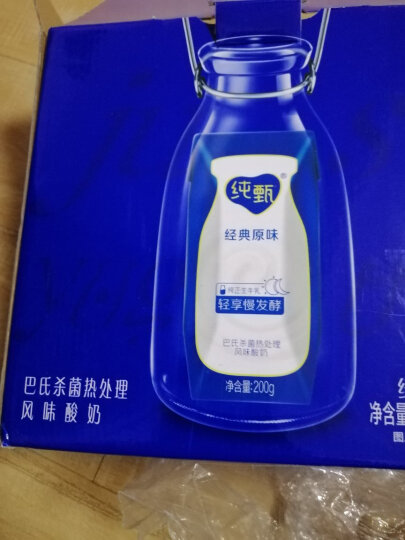 纯甄®
经典原味
纯正生牛乳
轻享慢发酵
巴氏杀菌热处理
风味酸奶
净含量:200g
巴氏杀菌热处理
风味酸奶
净含量